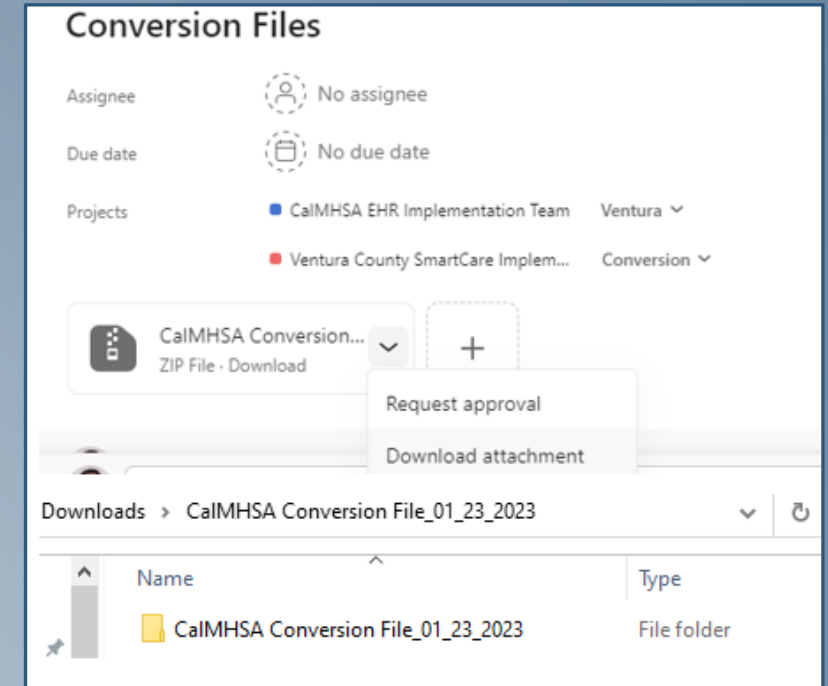 Conversion Files
Assignee No assignee
Due date No due date
Projects CalMHSA EHR Implementation Team Ventura
Ventura County SmartCare Implem... Conversion
CalMHSA Conversion...
ZIP File - Download
+
Request approval
Download attachment
Downloads > CalMHSA Conversion File_01_23_2023
Name Type
CalMHSA Conversion File_01_23_2023 File folder